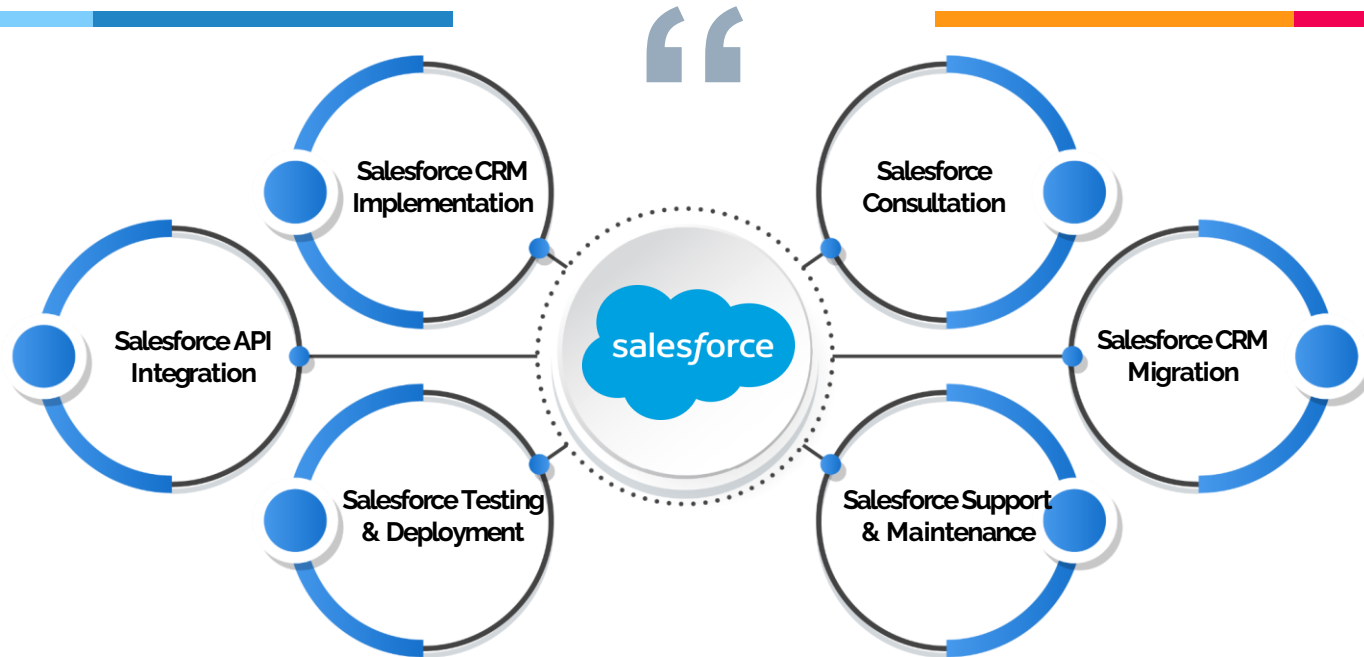 “
Salesforce CRM
Implementation
Salesforce
Consultation
Salesforce API
Integration
salesforce
Salesforce CRM
Migration
Salesforce Testing
& Deployment
Salesforce Support
& Maintenance